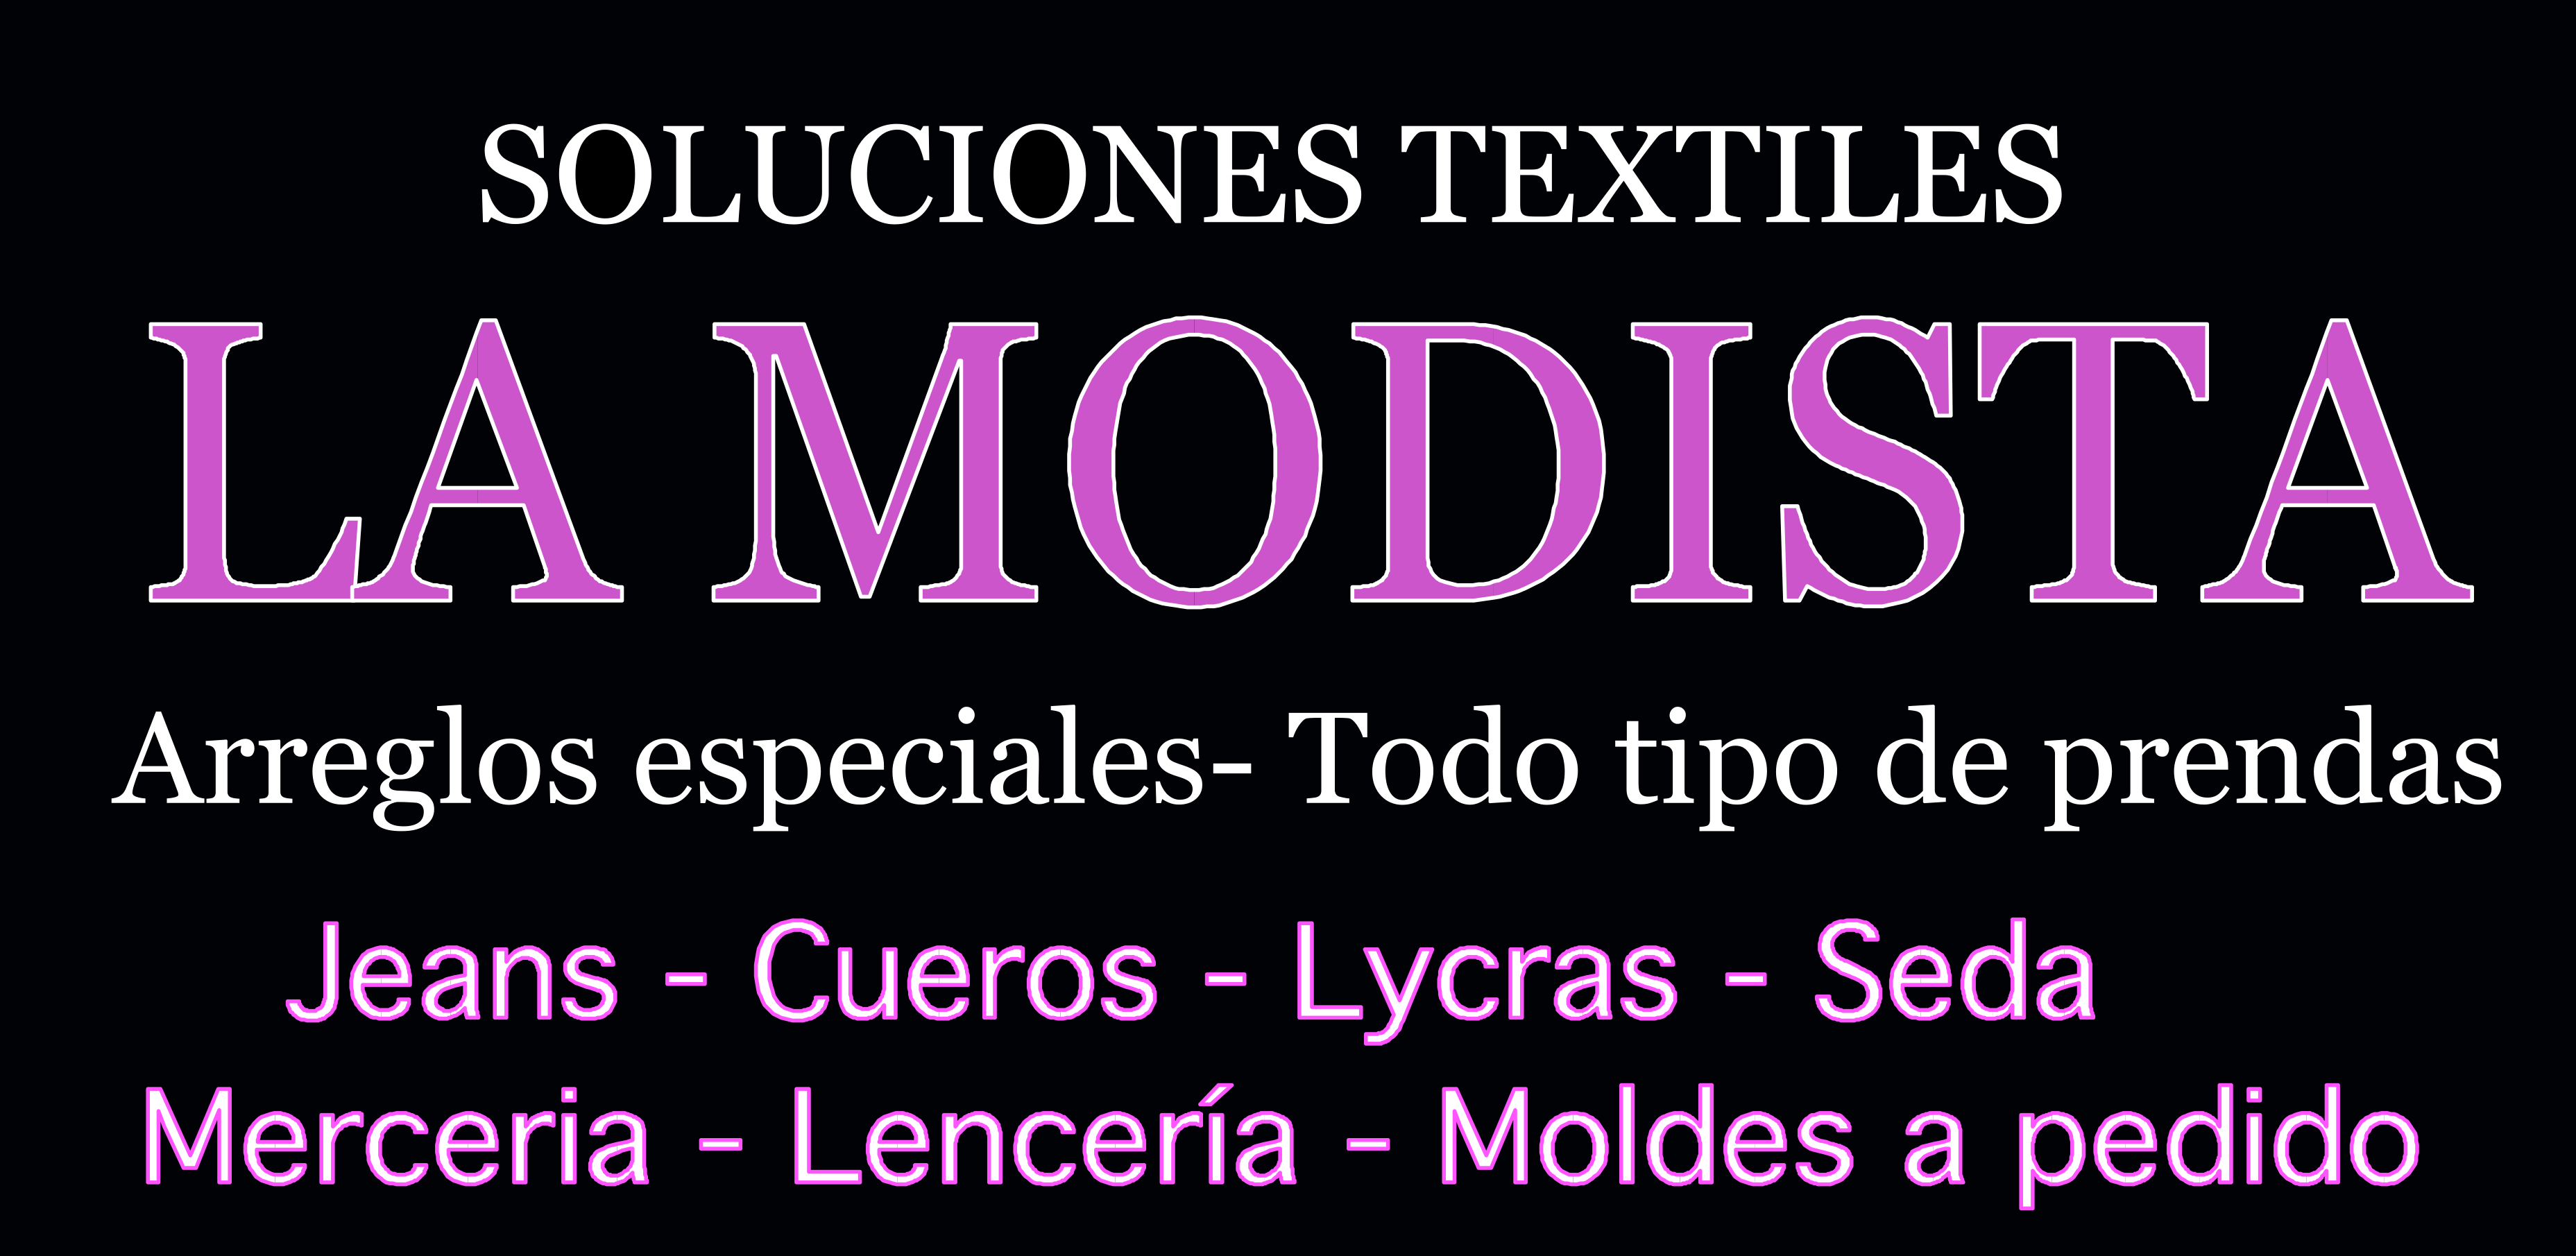 SOLUCIONES TEXTILES
LA MODISTA
Arreglos especiales- Todo tipo de prendas
Jeans - Cueros - Lycras - Seda
Merceria - Lencería - Moldes a pedido